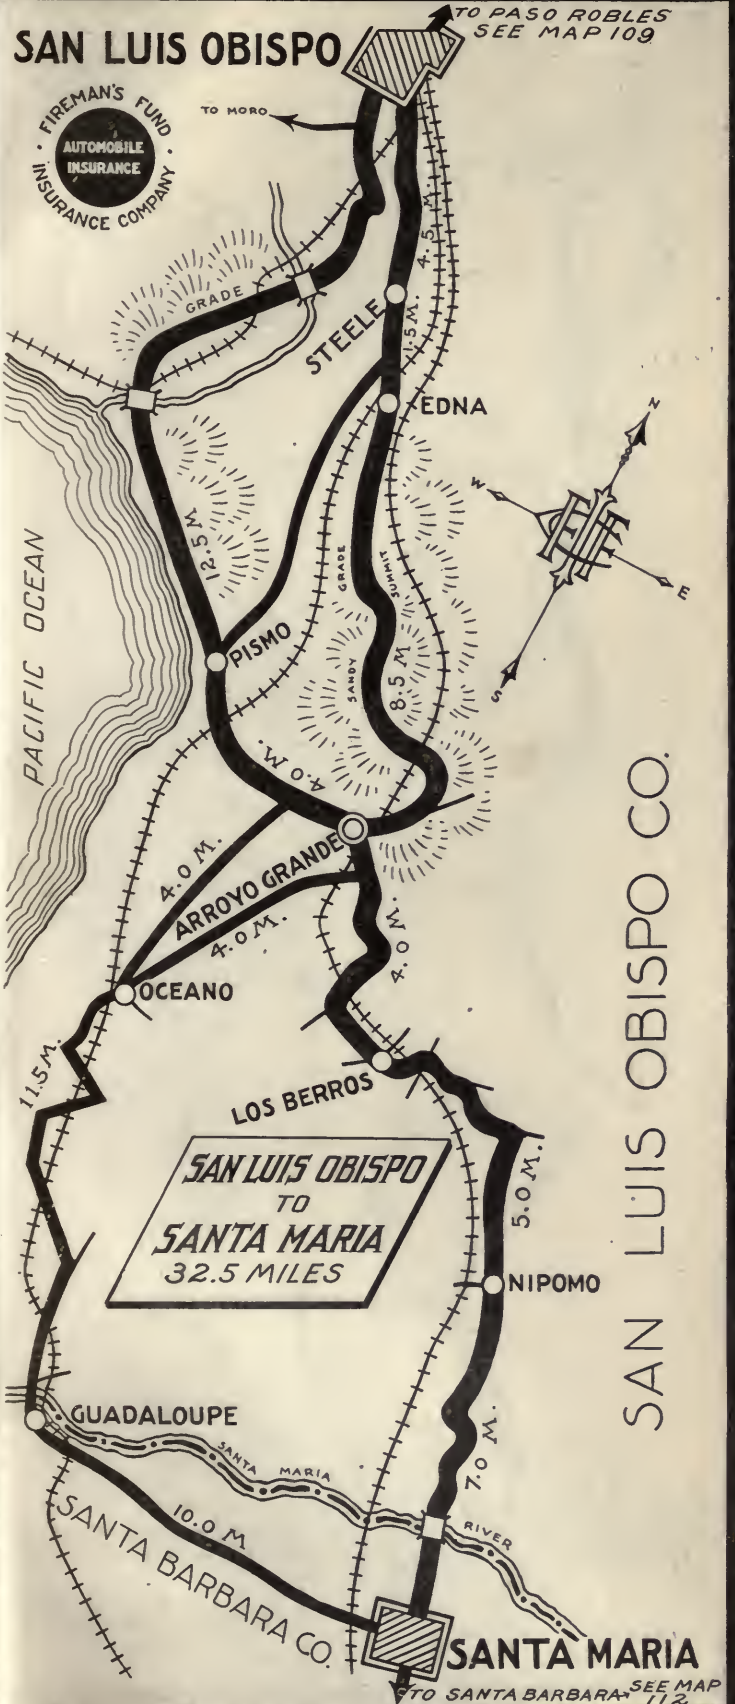 TO PASO ROBLES
SEE MAP 109
SAN LUIS OBISPO
FIREMAN'S FUND
AUTOMOBILE
INSURANCE
INSURANCE COMPANY
TO MORO
4.5 M.
GRADE
STEELE
1.5 M.
EDNA
N
W
E
S
12.5 M.
PACIFIC OCEAN
GRADE
SUMMIT
PISMO
SANDY
8.5 M
4.0 M.
SAN LUIS OBISPO CO.
4.0 M.
ARROYO GRANDE
4.0 M.
4.0 M.
OCEANO
11.5 M.
LOS BERROS
SAN LUIS OBISPO
TO
SANTA MARIA
32.5 MILES
5.0 M.
NIPOMO
GUADALOUPE
SANTA MARIA RIVER
7.0 M.
10.0 M
SANTA BARBARA CO.
SANTA MARIA
TO SANTA BARBARA SEE MAP
112